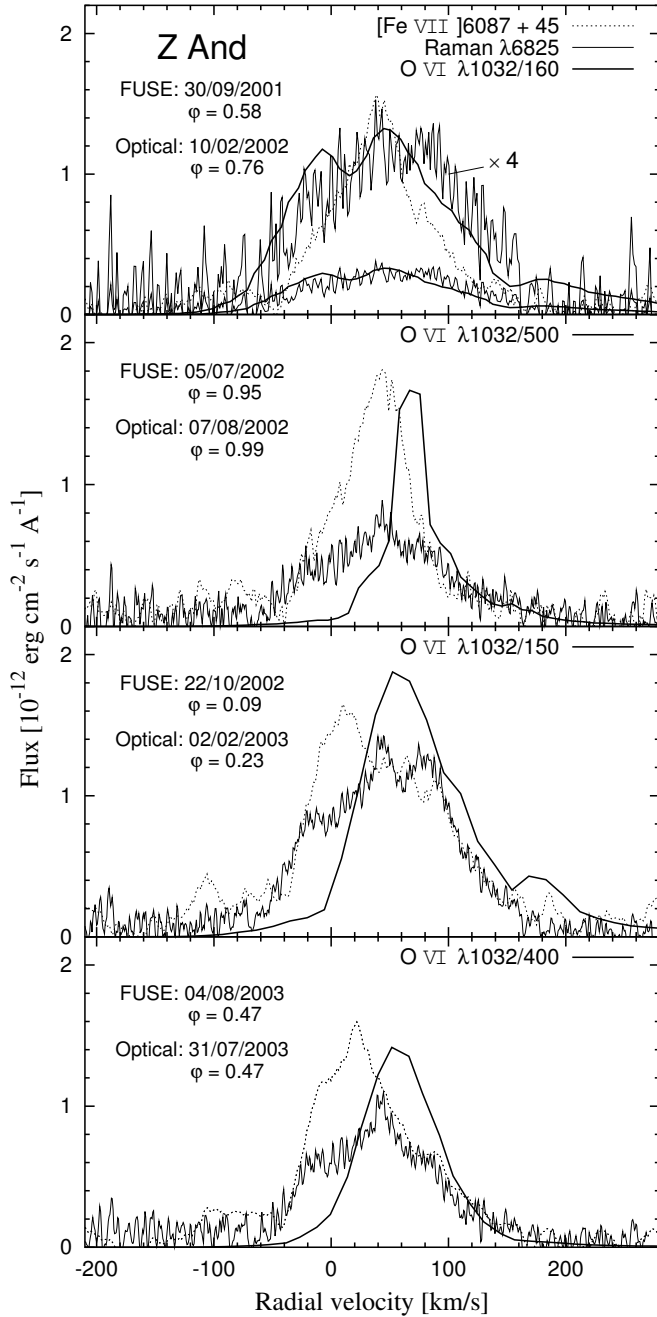 [Fe VII ]6087 + 45
Raman λ6825
O VI λ1032/160
Z And
FUSE: 30/09/2001
φ = 0.58
Optical: 10/02/2002
φ = 0.76
× 4
2
1
0
O VI λ1032/500
FUSE: 05/07/2002
φ = 0.95
Optical: 07/08/2002
φ = 0.99
2
1
0
O VI λ1032/150
FUSE: 22/10/2002
φ = 0.09
Optical: 02/02/2003
φ = 0.23
2
1
0
O VI λ1032/400
FUSE: 04/08/2003
φ = 0.47
Optical: 31/07/2003
φ = 0.47
2
1
0
Flux [10⁻¹² erg cm⁻² s⁻¹ A⁻¹]
-200 -100 0 100 200
Radial velocity [km/s]